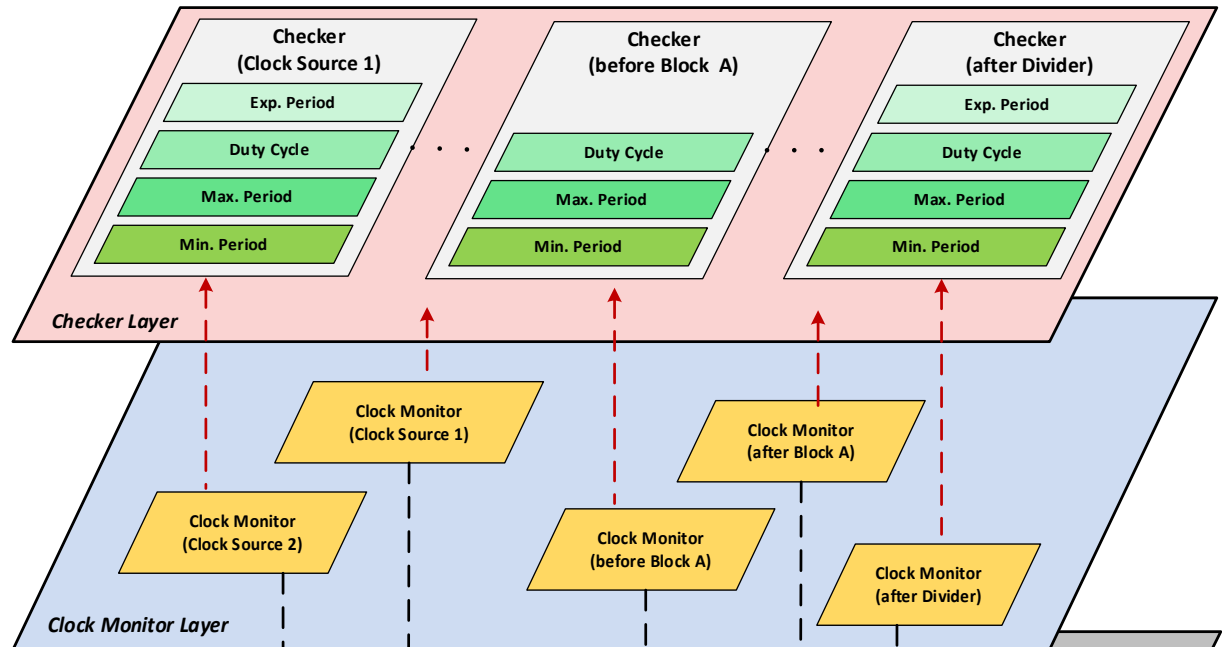 Checker
(Clock Source 1)
Exp. Period
Duty Cycle
Max. Period
Min. Period
. . .
Checker
(before Block A)
Duty Cycle
Max. Period
Min. Period
. . .
Checker
(after Divider)
Exp. Period
Duty Cycle
Max. Period
Min. Period
Checker Layer
Clock Monitor
(Clock Source 1)
Clock Monitor
(after Block A)
Clock Monitor
(Clock Source 2)
Clock Monitor
(before Block A)
Clock Monitor
(after Divider)
Clock Monitor Layer